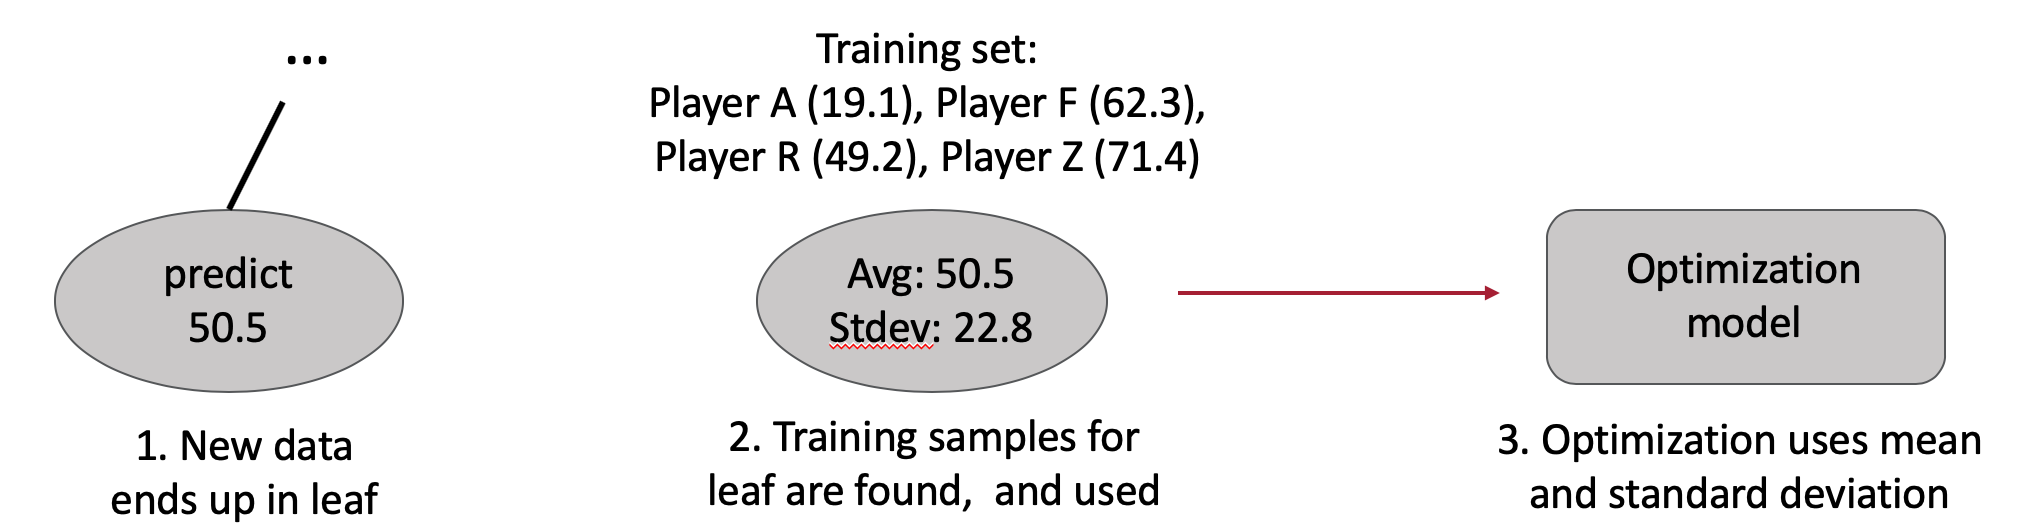 ...
predict
50.5
1. New data
ends up in leaf
Training set:
Player A (19.1), Player F (62.3),
Player R (49.2), Player Z (71.4)
Avg: 50.5
Stdev: 22.8
2. Training samples for
leaf are found,  and used
Optimization
model
3. Optimization uses mean
and standard deviation